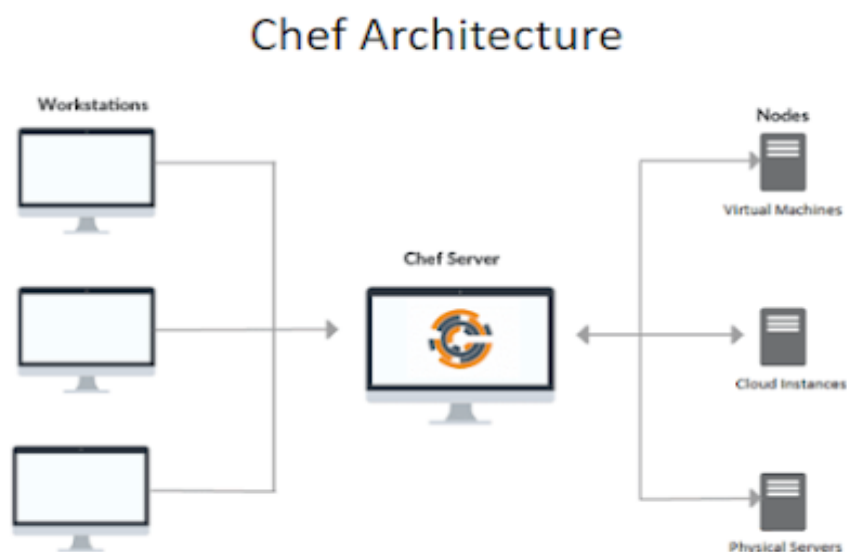 Chef Architecture
Workstations
Nodes
Virtual Machines
Chef Server
Cloud Instances
Physical Servers